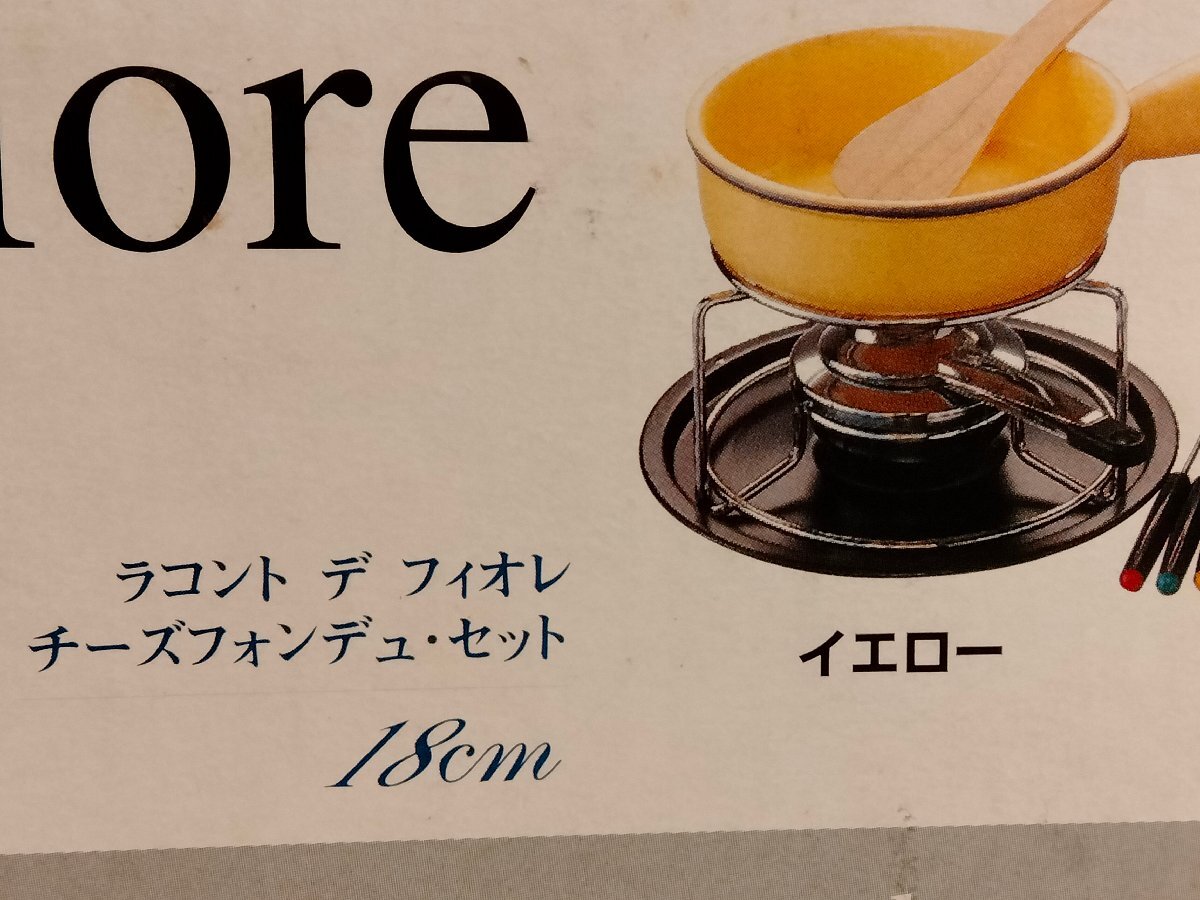 iore
ラコント デ フィオレ
チーズフォンデュ・セット
18cm
イエロー